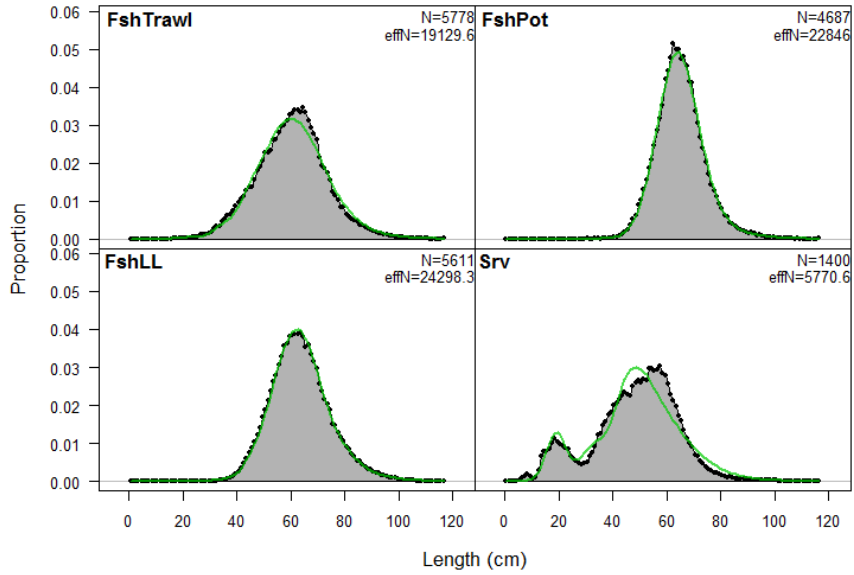 FshTrawl
N=5778
effN=19129.6
FshPot
N=4687
effN=22846
0.06
0.05
0.04
0.03
0.02
0.01
0.00
FshLL
N=5611
effN=24298.3
Srv
N=1400
effN=5770.6
0.06
0.05
0.04
0.03
0.02
0.01
0.00
Proportion
0 20 40 60 80 100 120
0 20 40 60 80 100 120
Length (cm)